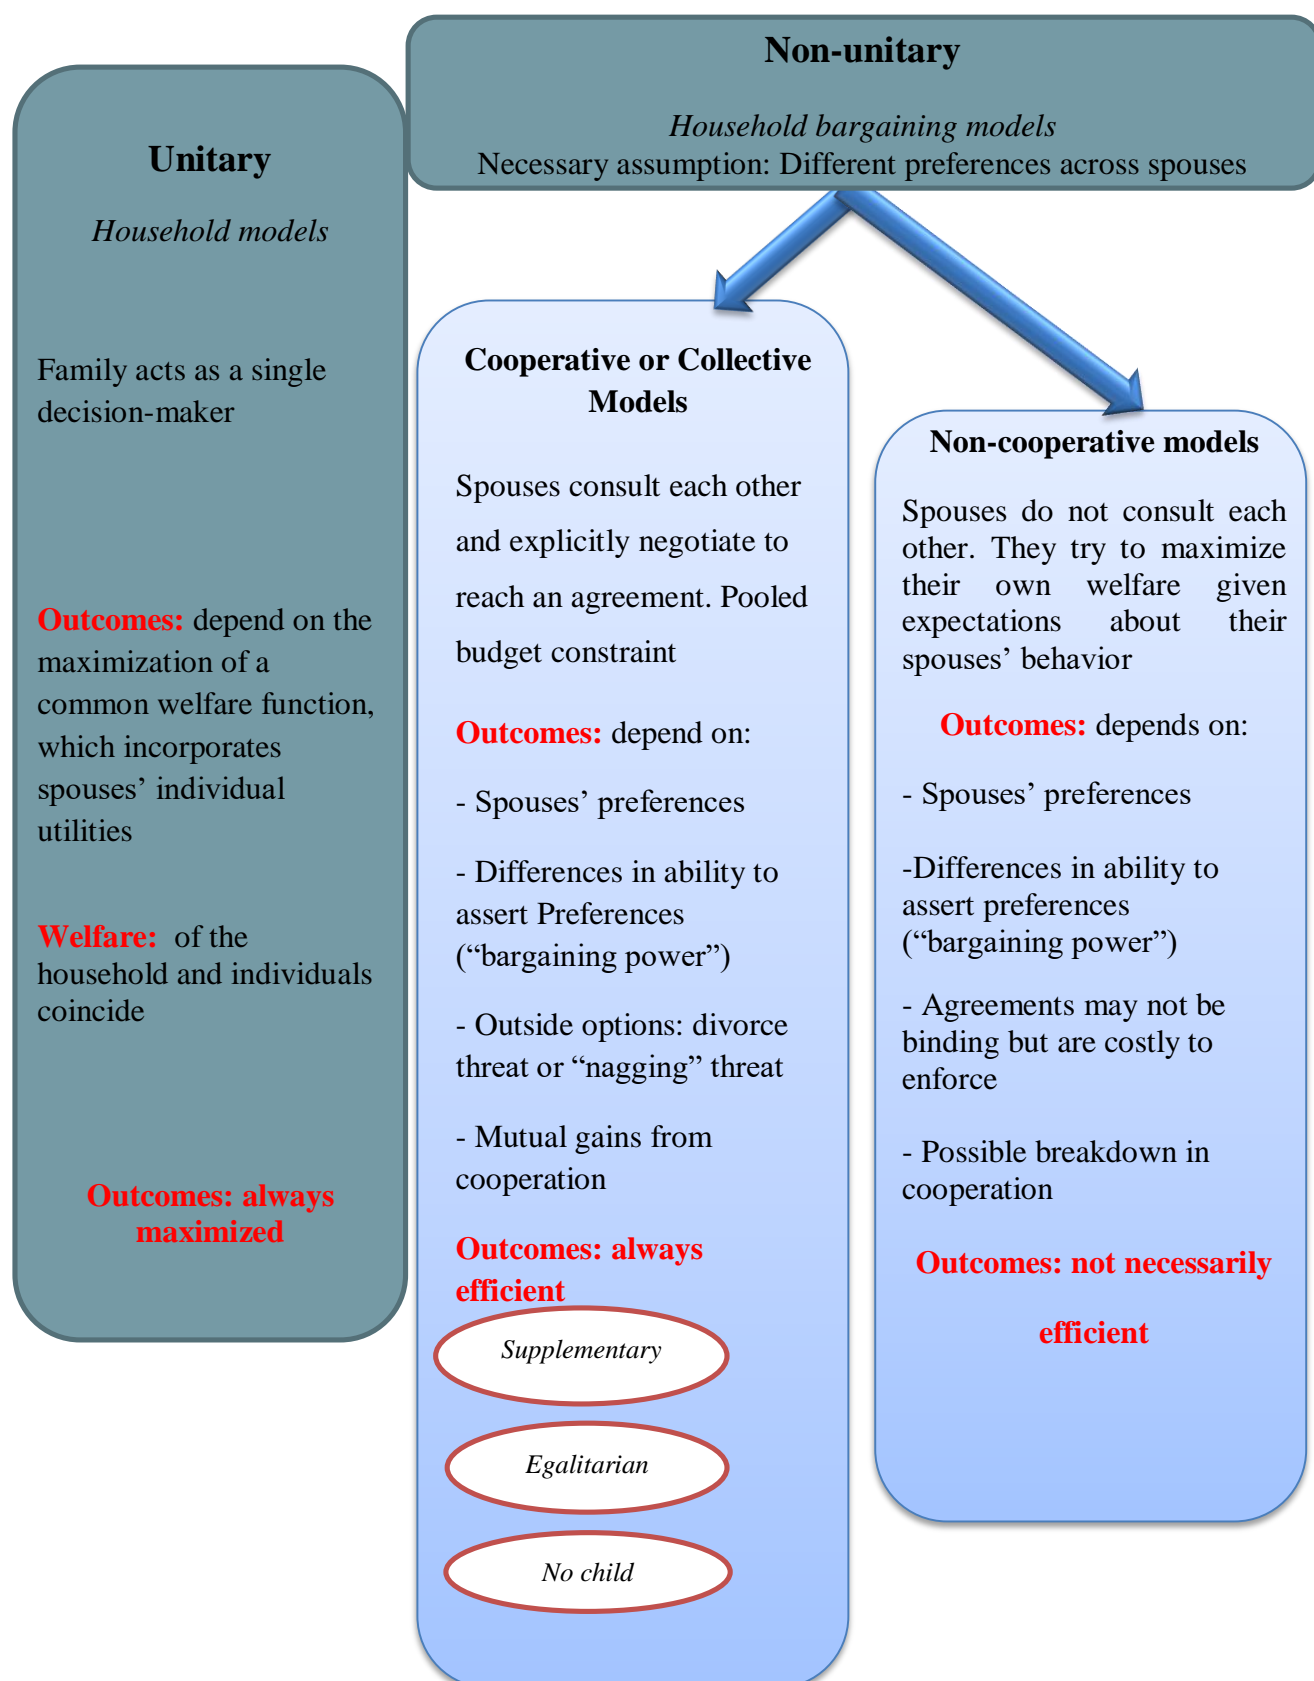 Non-unitary
Household bargaining models
Necessary assumption: Different preferences across spouses
Unitary
Household models
Family acts as a single
decision-maker
Outcomes: depend on the
maximization of a
common welfare function,
which incorporates
spouses’ individual
utilities
Welfare:  of the
household and individuals
coincide
Outcomes: always
maximized
Cooperative or Collective
Models
Spouses consult each other
and explicitly negotiate to
reach an agreement. Pooled
budget constraint
Outcomes: depend on:
- Spouses’ preferences
- Differences in ability to
assert Preferences
(“bargaining power”)
- Outside options: divorce
threat or “nagging” threat
- Mutual gains from
cooperation
Outcomes: always
efficient
Supplementary
Egalitarian
No child
Non-cooperative models
Spouses do not consult each
other. They try to maximize
their own welfare given
expectations about their
spouses’ behavior
Outcomes: depends on:
- Spouses’ preferences
-Differences in ability to
assert preferences
(“bargaining power”)
- Agreements may not be
binding but are costly to
enforce
- Possible breakdown in
cooperation
Outcomes: not necessarily
efficient